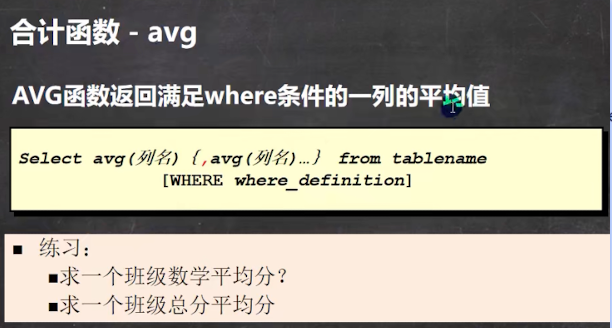 合计函数 - avg
AVG函数返回满足where条件的一列的平均值
Select avg(列名)｛,avg(列名)…｝ from tablename
[WHERE where_definition]
■ 练习：
■求一个班级数学平均分？
■求一个班级总分平均分